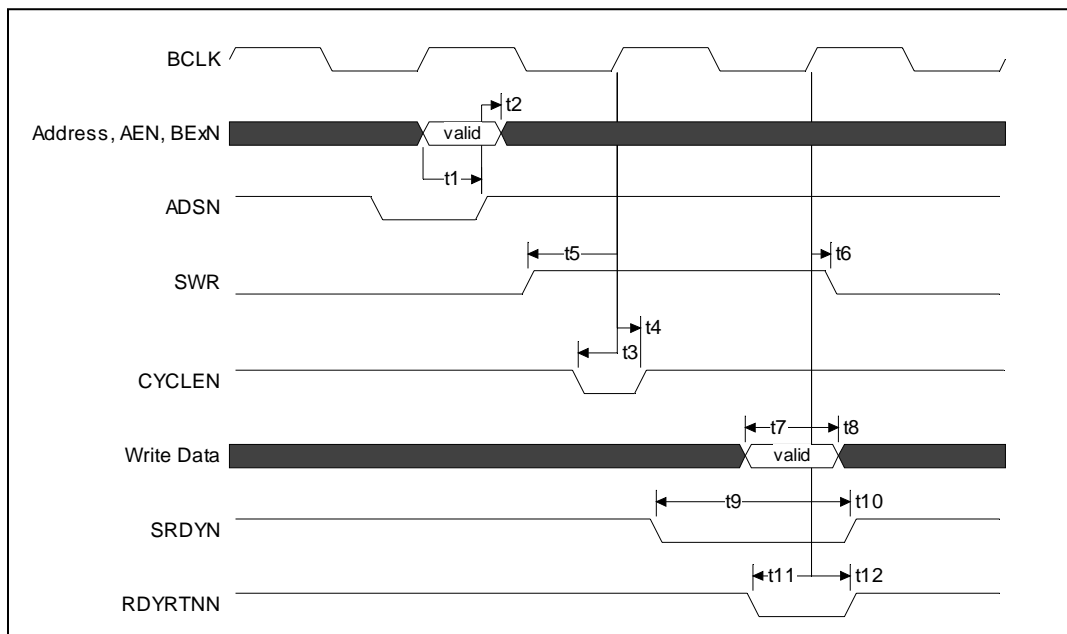 BCLK
t2
Address, AEN, BExN
valid
t1
ADSN
t5
t6
SWR
t4
t3
CYCLEN
t7
t8
Write Data
valid
t9
t10
SRDYN
t11
t12
RDYRTNN